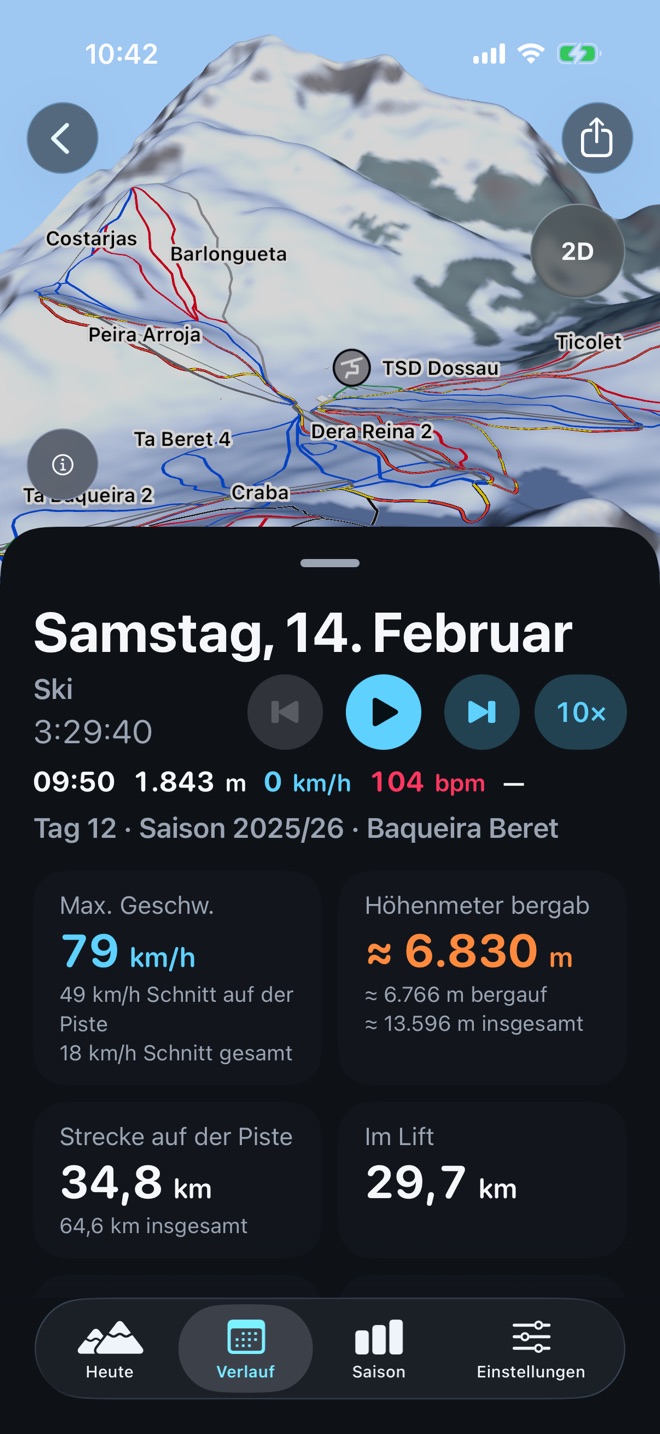 10:42
2D
Costarjas
Barlongueta
Peira Arroja
Ticolet
TSD Dossau
Ta Beret 4
Dera Reina 2
Ta Baqueira 2
Craba
Samstag, 14. Februar
Ski
3:29:40
10×
09:50 1.843 m 0 km/h 104 bpm —
Tag 12 · Saison 2025/26 · Baqueira Beret
Max. Geschw.
79 km/h
49 km/h Schnitt auf der
Piste
18 km/h Schnitt gesamt
Höhenmeter bergab
≈ 6.830 m
≈ 6.766 m bergauf
≈ 13.596 m insgesamt
Strecke auf der Piste
34,8 km
64,6 km insgesamt
Im Lift
29,7 km
Heute
Verlauf
Saison
Einstellungen